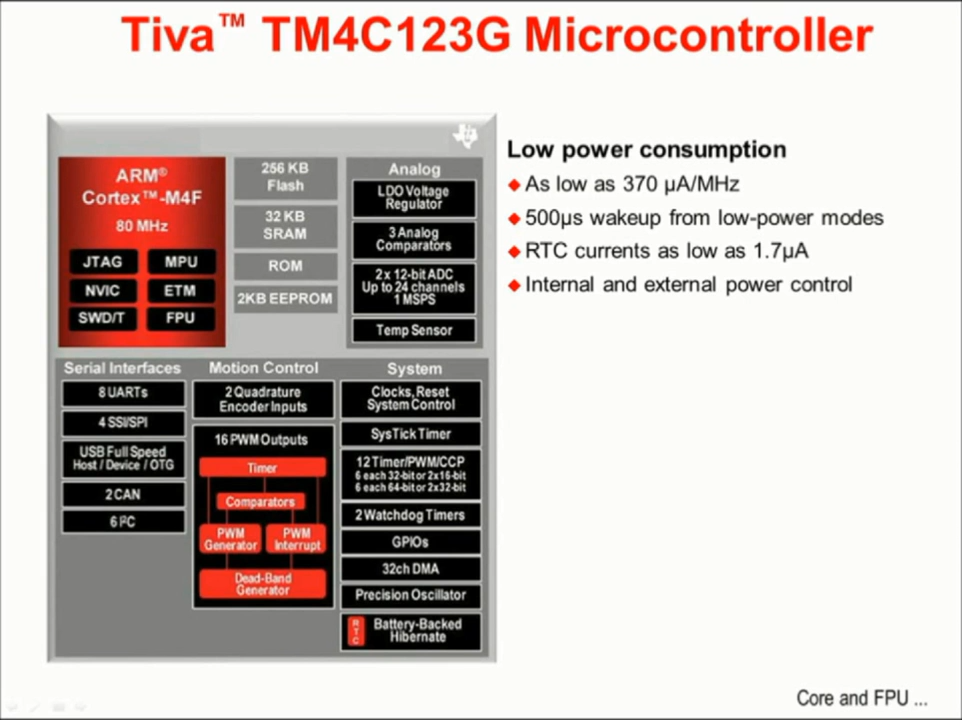 Tiva™ TM4C123G Microcontroller
ARM®
Cortex™-M4F
80 MHz
JTAG
MPU
NVIC
ETM
SWD/T
FPU
256 KB
Flash
32 KB
SRAM
ROM
2KB EEPROM
Analog
LDO Voltage
Regulator
3 Analog
Comparators
2 x 12-bit ADC
Up to 24 channels
1 MSPS
Temp Sensor
Serial Interfaces
8 UARTs
4 SSI/SPI
USB Full Speed
Host / Device / OTG
2 CAN
6 I²C
Motion Control
2 Quadrature
Encoder Inputs
16 PWM Outputs
Timer
Comparators
PWM
Generator
PWM
Interrupt
Dead-Band
Generator
System
Clocks, Reset
System Control
SysTick Timer
12 Timer/PWM/CCP
6 each 32-bit or 2x16-bit
6 each 64-bit or 2x32-bit
2 Watchdog Timers
GPIOs
32ch DMA
Precision Oscillator
RTC
Battery-Backed
Hibernate
Low power consumption
As low as 370 µA/MHz
500µs wakeup from low-power modes
RTC currents as low as 1.7µA
Internal and external power control
Core and FPU ...